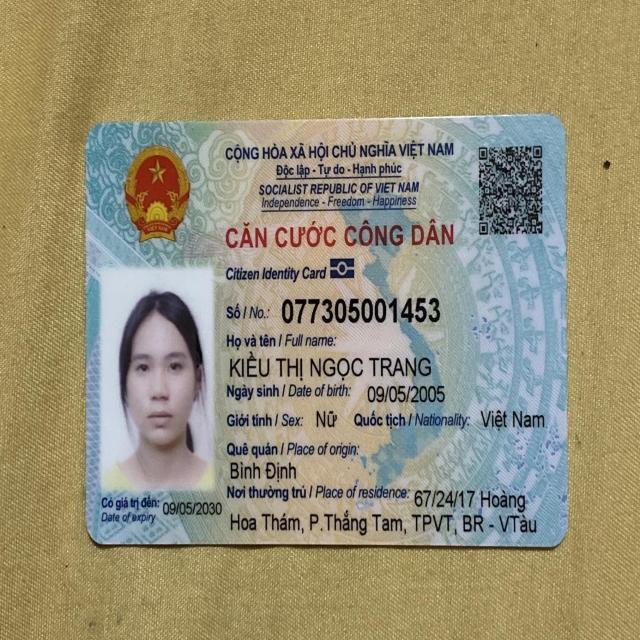 CỘNG HÒA XÃ HỘI CHỦ NGHĨA VIỆT NAM
Độc lập - Tự do - Hạnh phúc
SOCIALIST REPUBLIC OF VIET NAM
Independence - Freedom - Happiness
CĂN CƯỚC CÔNG DÂN
Citizen Identity Card
Số / No.: 077305001453
Họ và tên / Full name:
KIỀU THỊ NGỌC TRANG
Ngày sinh / Date of birth: 09/05/2005
Giới tính / Sex: Nữ Quốc tịch / Nationality: Việt Nam
Quê quán / Place of origin:
Bình Định
Nơi thường trú / Place of residence: 67/24/17 Hoàng
Hoa Thám, P.Thắng Tam, TPVT, BR - VTàu
Có giá trị đến: 09/05/2030
Date of expiry